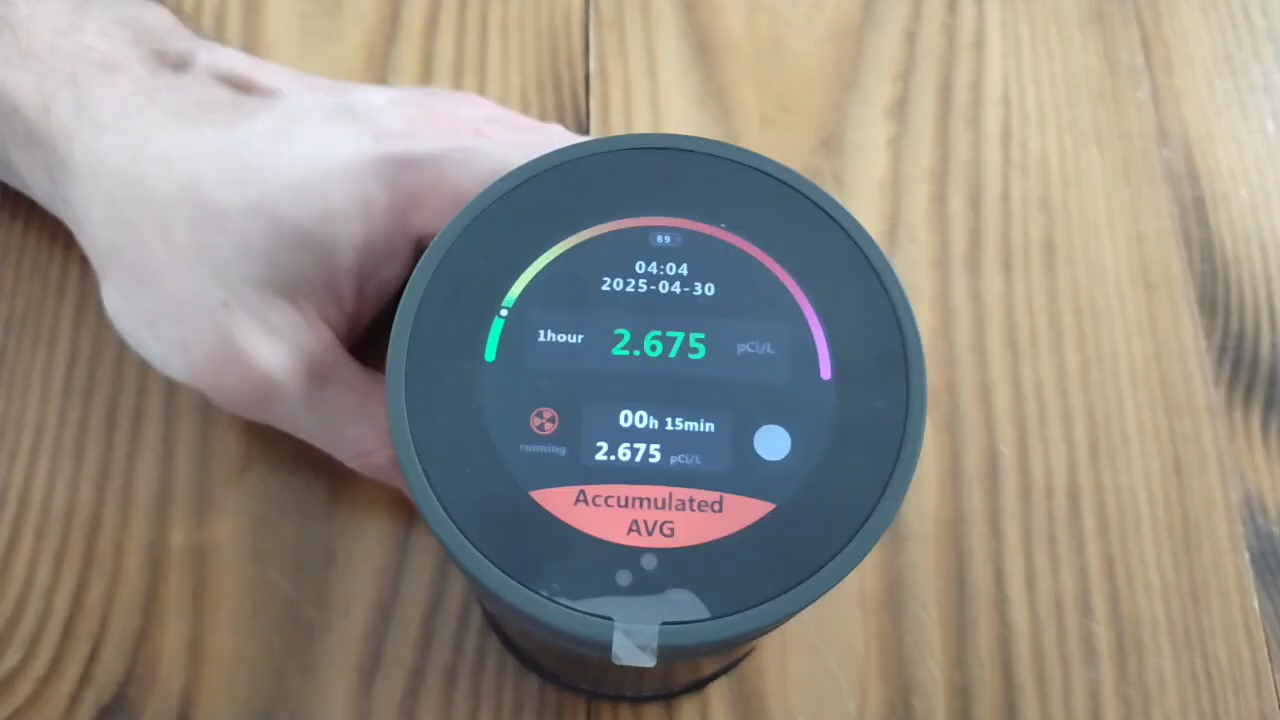 89
04:04
2025-04-30
1hour 2.675 pCi/L
00h 15min
running 2.675 pCi/L
Accumulated
AVG